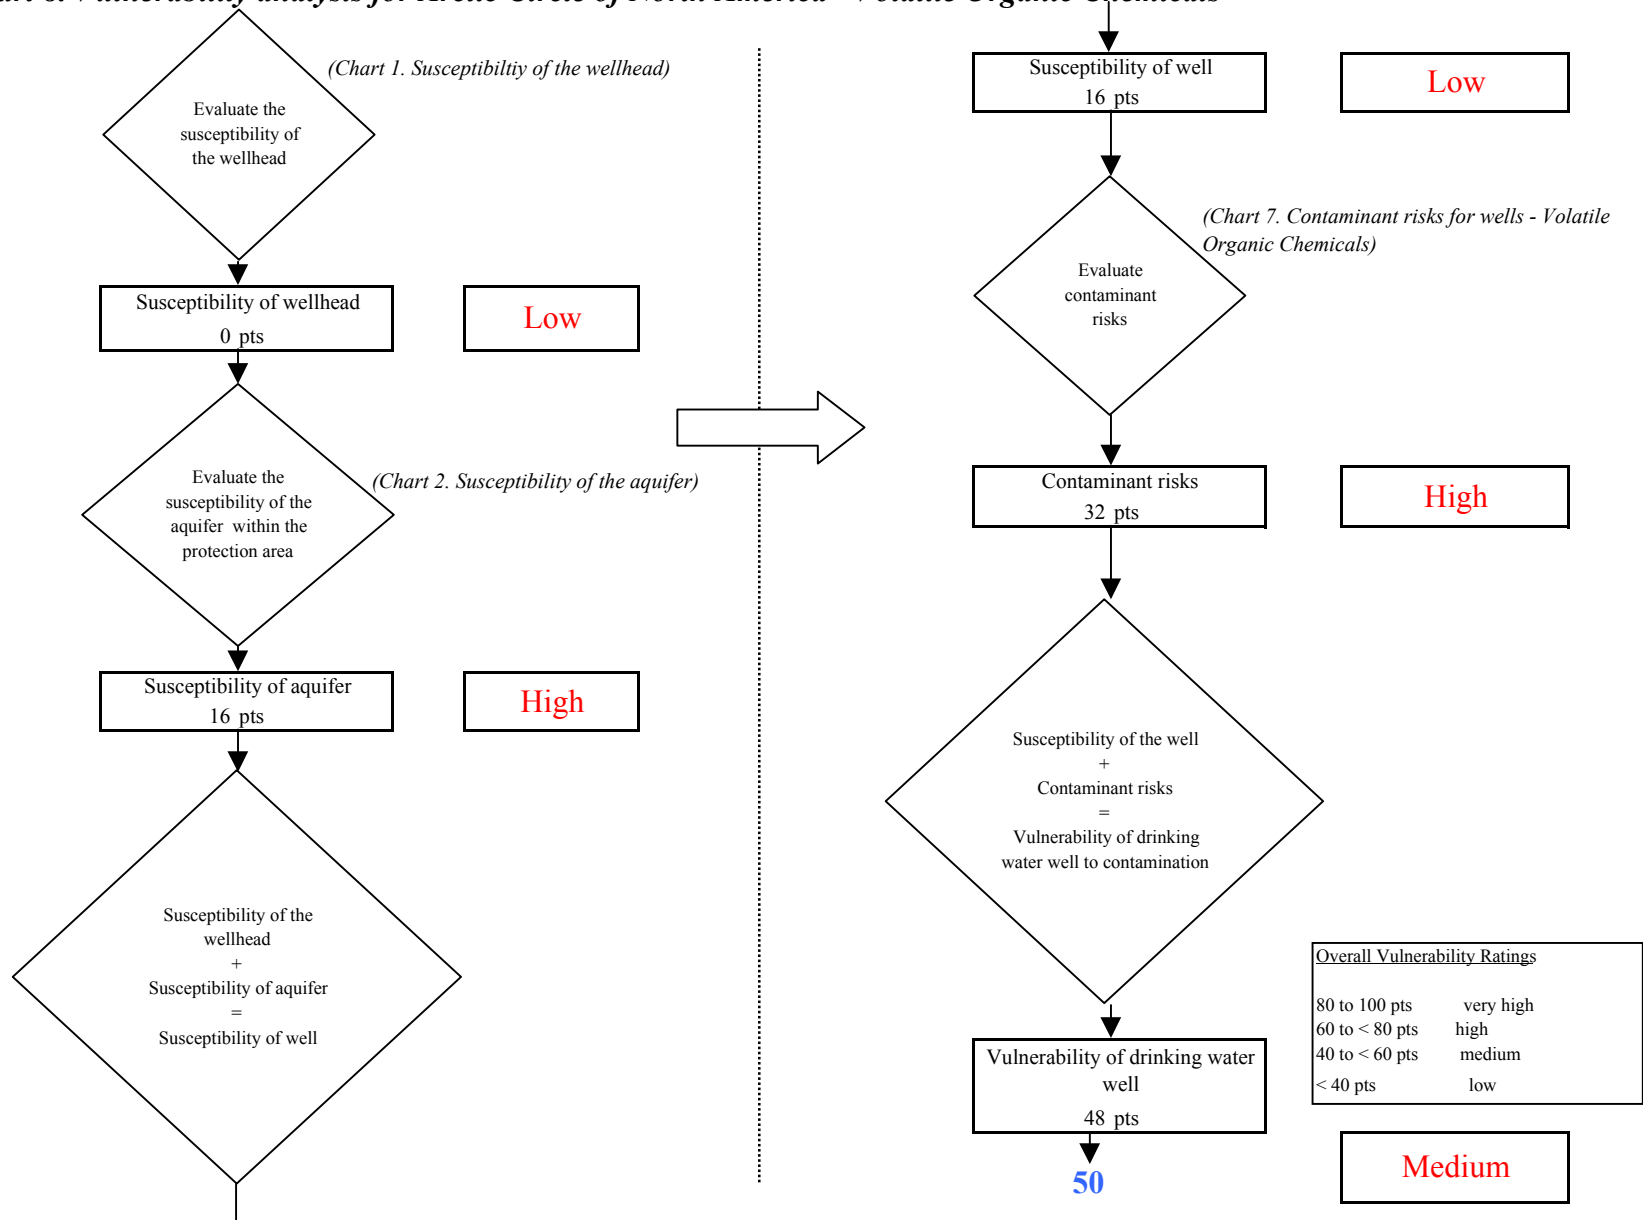 (Chart 1. Susceptibiltiy of the wellhead)
Evaluate the
susceptibility of
the wellhead
Susceptibility of wellhead
0 pts
Low
Evaluate the
susceptibility of the
aquifer within the
protection area
(Chart 2. Susceptibility of the aquifer)
Susceptibility of aquifer
16 pts
High
Susceptibility of the
wellhead
+
Susceptibility of aquifer
=
Susceptibility of well
Susceptibility of well
16 pts
Low
(Chart 7. Contaminant risks for wells - Volatile
Organic Chemicals)
Evaluate
contaminant
risks
Contaminant risks
32 pts
High
Susceptibility of the well
+
Contaminant risks
=
Vulnerability of drinking
water well to contamination
Overall Vulnerability Ratings
80 to 100 pts very high
60 to < 80 pts high
40 to < 60 pts medium
< 40 pts low
Vulnerability of drinking water
well
48 pts
50
Medium